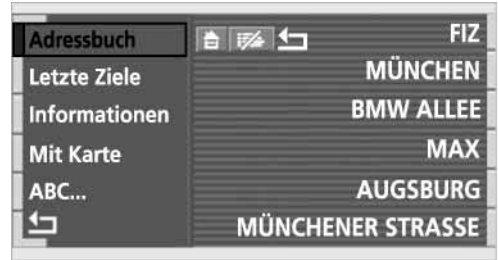 Adressbuch
Letzte Ziele
Informationen
Mit Karte
ABC...
FIZ
MÜNCHEN
BMW ALLEE
MAX
AUGSBURG
MÜNCHENER STRASSE